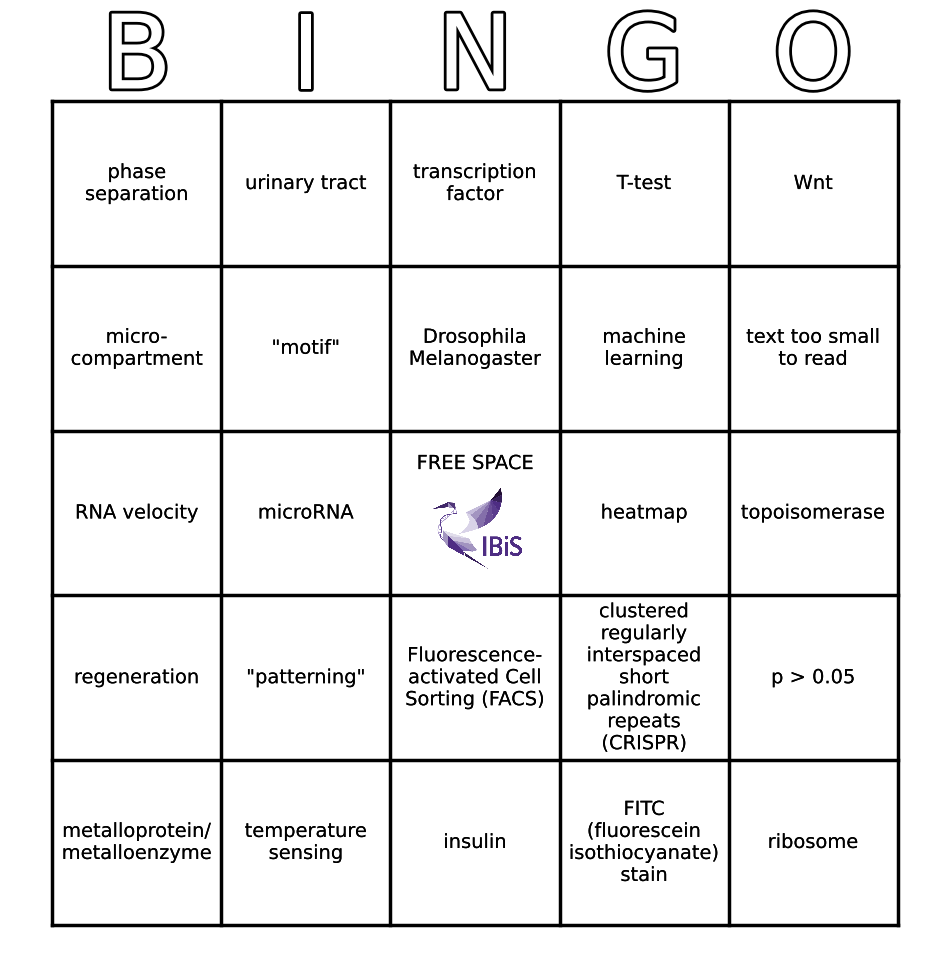 B I N G O
phase
separation
urinary tract
transcription
factor
T-test
Wnt
micro-
compartment
"motif"
Drosophila
Melanogaster
machine
learning
text too small
to read
RNA velocity
microRNA
FREE SPACE
IBiS
heatmap
topoisomerase
regeneration
"patterning"
Fluorescence-
activated Cell
Sorting (FACS)
clustered
regularly
interspaced
short
palindromic
repeats
(CRISPR)
p > 0.05
metalloprotein/
metalloenzyme
temperature
sensing
insulin
FITC
(fluorescein
isothiocyanate)
stain
ribosome